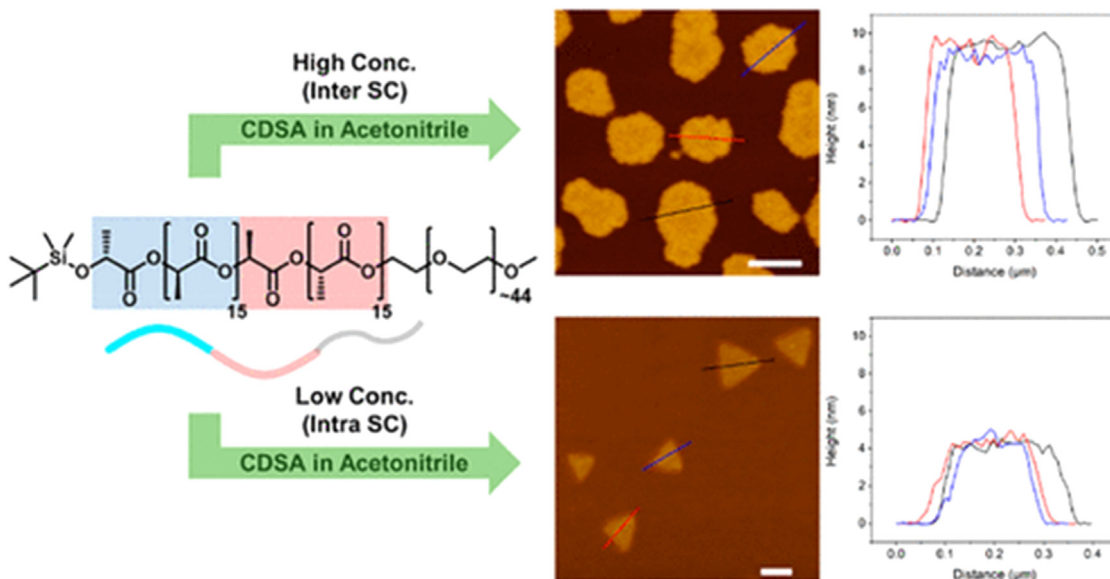 High Conc.
(Inter SC)
CDSA in Acetonitrile
Si
O
O
O
O
O
O
O
O
O
O
O
15
15
~44
Low Conc.
(Intra SC)
CDSA in Acetonitrile
10
8
6
4
2
0
Height (nm)
0.0 0.1 0.2 0.3 0.4 0.5
Distance (µm)
10
8
6
4
2
0
Height (nm)
0.0 0.1 0.2 0.3 0.4
Distance (µm)